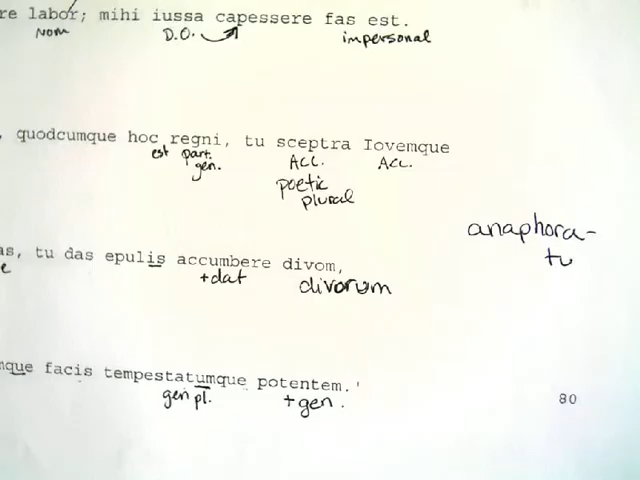 re labor; mihi iussa capessere fas est.
Nom D.O. impersonal
, quodcumque hoc regni, tu sceptra Iovemque
est part. gen. Acc. Acc.
poetic
plural
anaphora-
tu
as, tu das epulis accumbere divom,
e +dat divorum
mque facis tempestatumque potentem.'
gen pl. +gen.
80